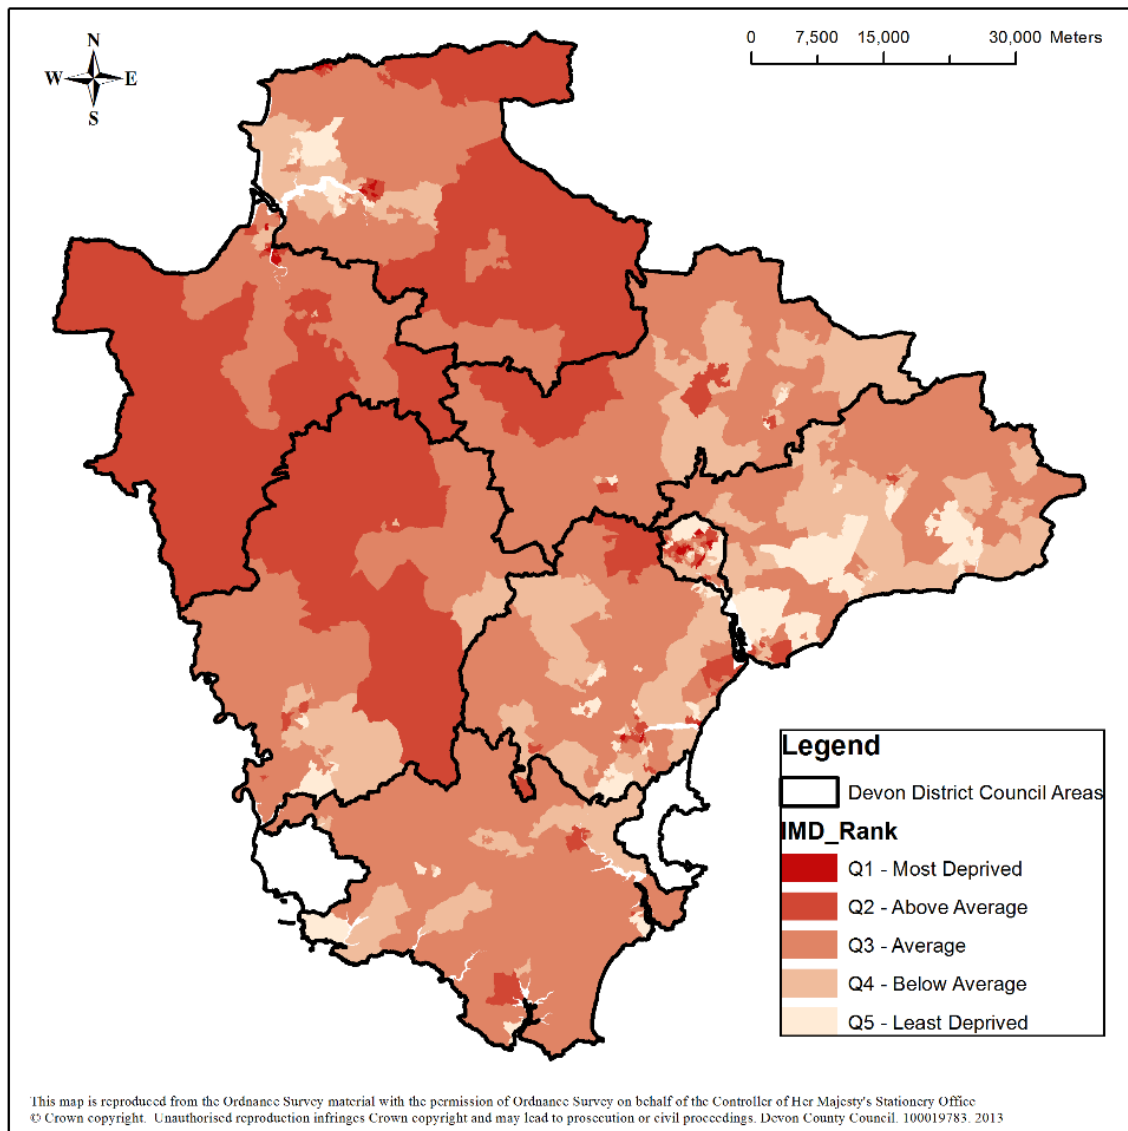 N
W E
S
0 7,500 15,000 30,000 Meters
Legend
Devon District Council Areas
IMD_Rank
Q1 - Most Deprived
Q2 - Above Average
Q3 - Average
Q4 - Below Average
Q5 - Least Deprived
This map is reproduced from the Ordnance Survey material with the permission of Ordnance Survey on behalf of the Controller of Her Majesty's Stationery Office
© Crown copyright. Unauthorised reproduction infringes Crown copyright and may lead to prosecution or civil proceedings. Devon County Council. 100019783. 2013